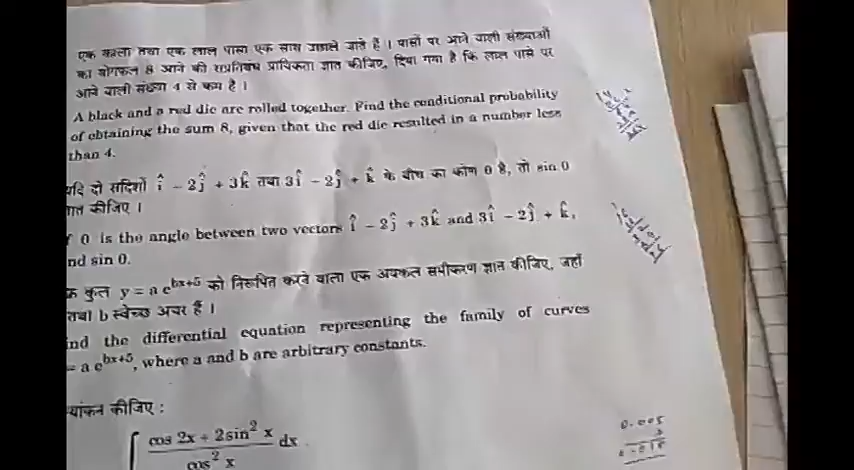 एक काला तथा एक लाल पासा एक साथ उछाले जाते हैं । पासों पर आने वाली संख्याओं
का योगफल 8 आने की सप्रतिबंध प्रायिकता ज्ञात कीजिए, दिया गया है कि लाल पासे पर
आने वाली संख्या 4 से कम है ।
A black and a red die are rolled together. Find the conditional probability
of obtaining the sum 8, given that the red die resulted in a number less
than 4.
यदि दो सदिशों î – 2ĵ + 3k̂ तथा 3î – 2ĵ + k̂ के बीच का कोण θ है, तो sin θ
ज्ञात कीजिए ।
If θ is the angle between two vectors î – 2ĵ + 3k̂ and 3î – 2ĵ + k̂,
nd sin θ.
कुल y = a e^{bx+5} को निरूपित करने वाला एक अवकल समीकरण ज्ञात कीजिए, जहाँ
तथा b स्वेच्छ अचर हैं ।
ind the differential equation representing the family of curves
= a e^{bx+5}, where a and b are arbitrary constants.
कीजिए :
∫ (cos 2x + 2sin² x) / (cos² x) dx
0.005